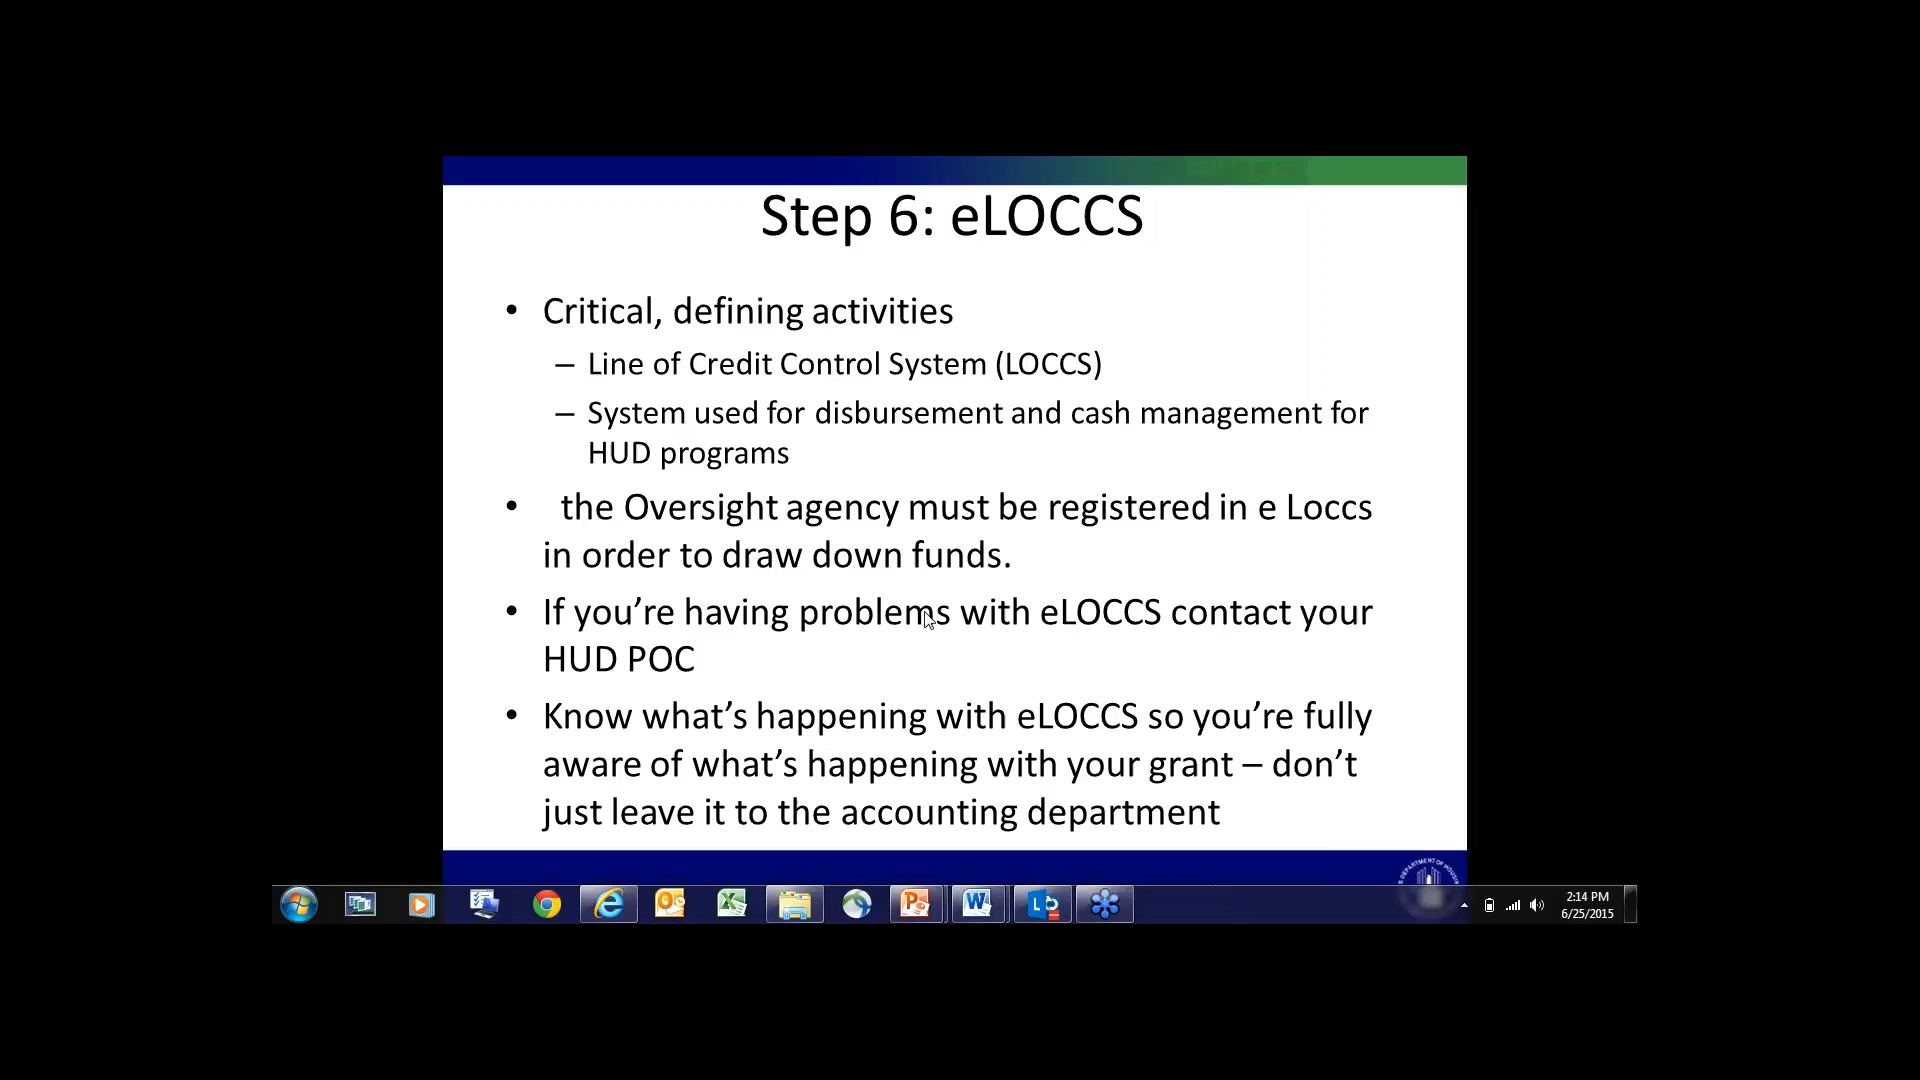 Step 6: eLOCCS
• Critical, defining activities
– Line of Credit Control System (LOCCS)
– System used for disbursement and cash management for
HUD programs
• the Oversight agency must be registered in e Loccs
in order to draw down funds.
• If you’re having problems with eLOCCS contact your
HUD POC
• Know what’s happening with eLOCCS so you’re fully
aware of what’s happening with your grant – don’t
just leave it to the accounting department
2:14 PM
6/25/2015